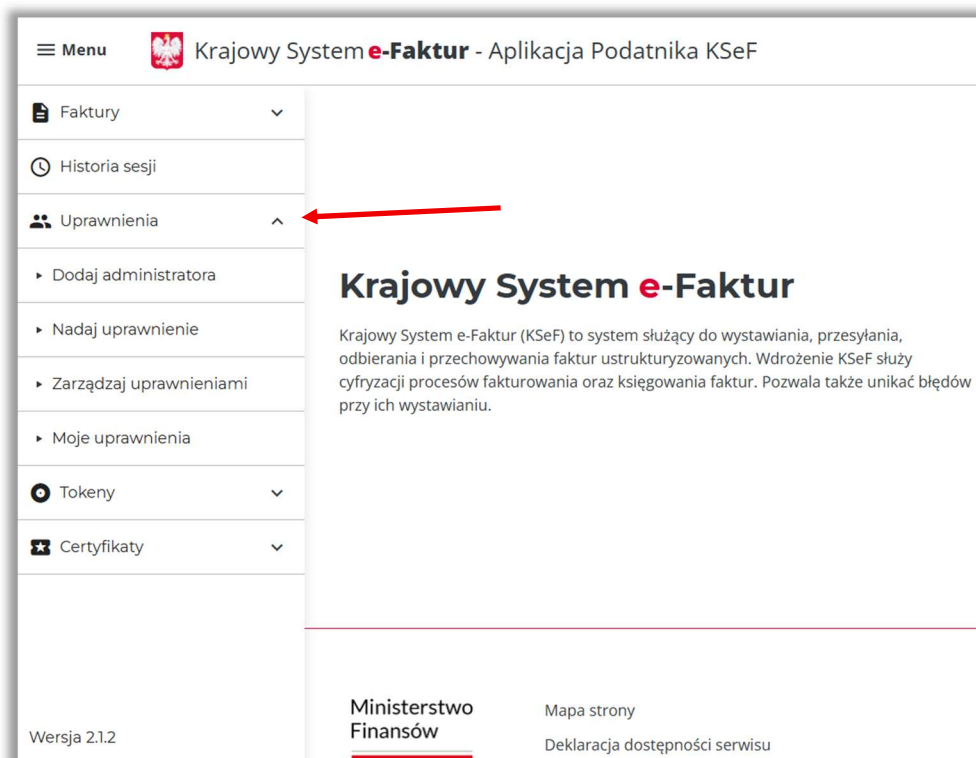 Menu
Krajowy System e-Faktur - Aplikacja Podatnika KSeF
Faktury
Historia sesji
Uprawnienia
Dodaj administratora
Nadaj uprawnienie
Zarządzaj uprawnieniami
Moje uprawnienia
Tokeny
Certyfikaty
Wersja 2.1.2
Krajowy System e-Faktur
Krajowy System e-Faktur (KSeF) to system służący do wystawiania, przesyłania,
odbierania i przechowywania faktur ustrukturyzowanych. Wdrożenie KSeF służy
cyfryzacji procesów fakturowania oraz księgowania faktur. Pozwala także unikać błędów
przy ich wystawianiu.
Ministerstwo
Finansów
Mapa strony
Deklaracja dostępności serwisu